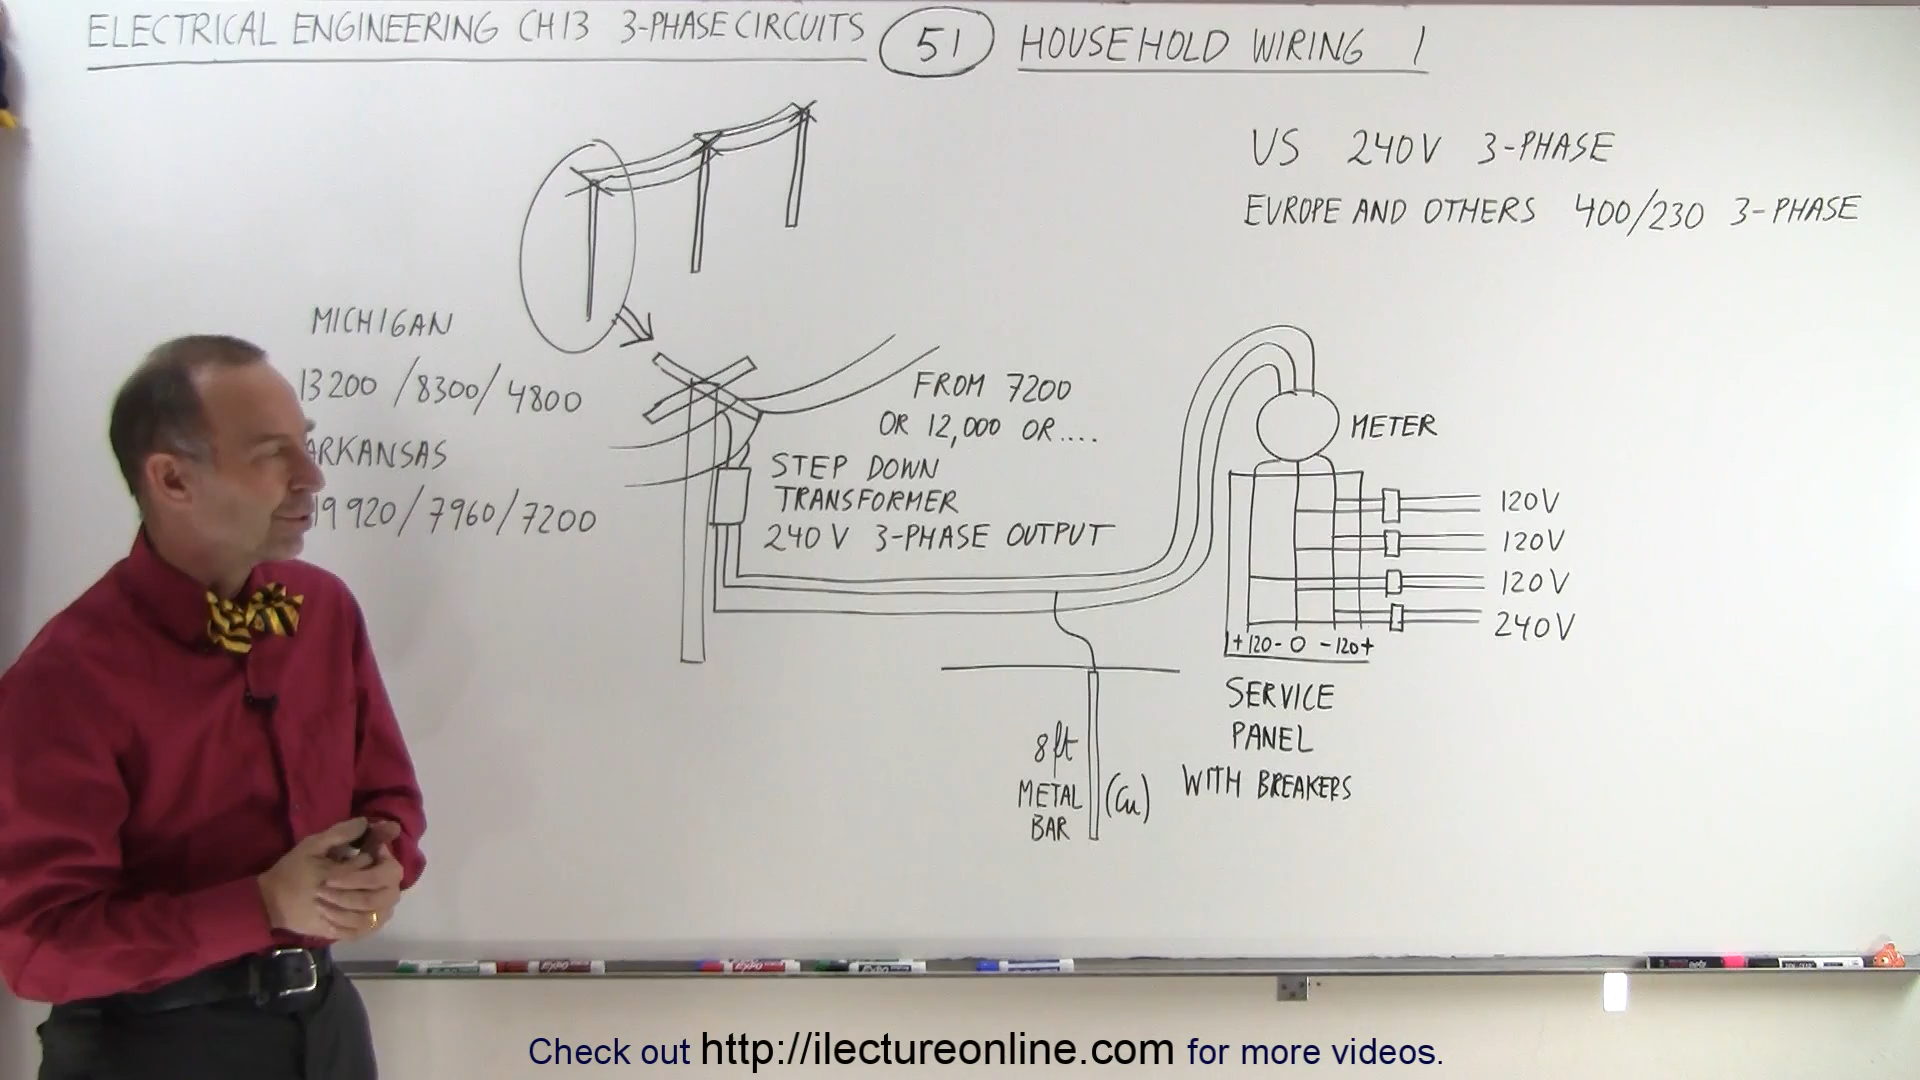 ELECTRICAL ENGINEERING CH 13 3-PHASE CIRCUITS 51 HOUSEHOLD WIRING 1
US 240V 3-PHASE
EUROPE AND OTHERS 400/230 3-PHASE
MICHIGAN
13200 / 8300 / 4800
ARKANSAS
19920 / 7960 / 7200
FROM 7200
OR 12,000 OR....
STEP DOWN
TRANSFORMER
240 V 3-PHASE OUTPUT
METER
120V
120V
120V
240V
+120- 0 -120+
SERVICE
PANEL
WITH BREAKERS
8ft
METAL
BAR
(Cu)
Check out http://ilectureonline.com for more videos.